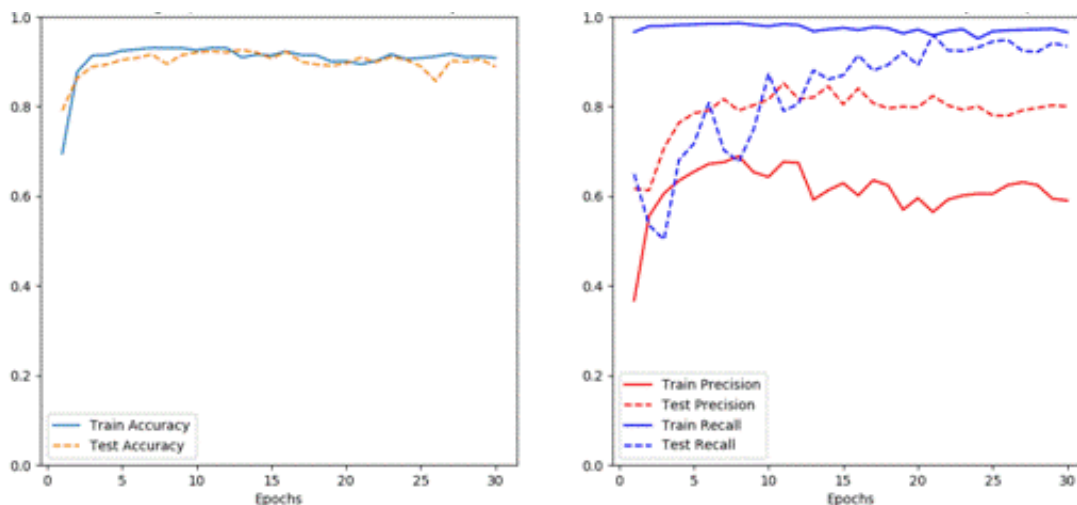 1.0
0.8
0.6
0.4
0.2
0.0
Train Accuracy
Test Accuracy
0 5 10 15 20 25 30
Epochs
1.0
0.8
0.6
0.4
0.2
0.0
Train Precision
Test Precision
Train Recall
Test Recall
0 5 10 15 20 25 30
Epochs